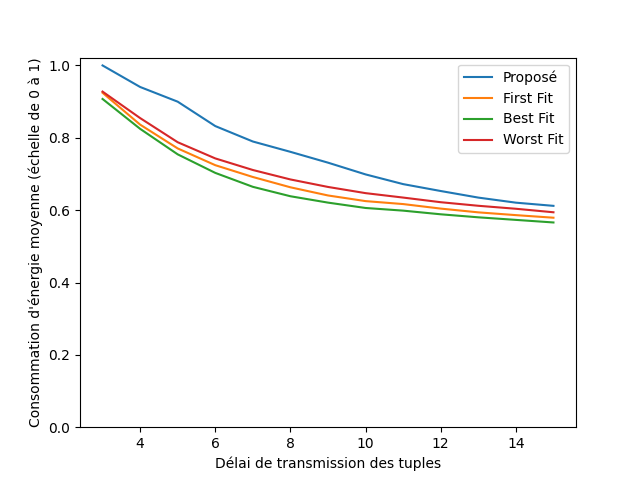 Consommation d'énergie moyenne (échelle de 0 à 1)
1.0
0.8
0.6
0.4
0.2
0.0
Proposé
First Fit
Best Fit
Worst Fit
4 6 8 10 12 14
Délai de transmission des tuples